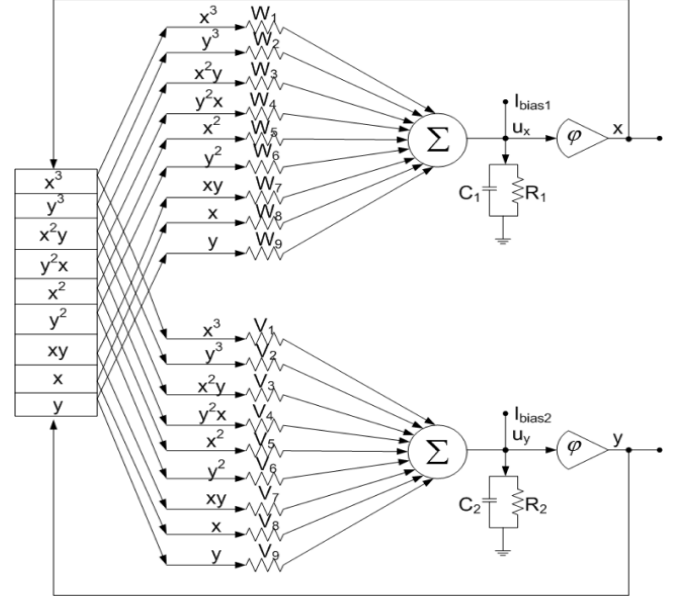 x³ W₁
y³ W₂
x²y W₃
y²x W₄
x² W₅
y² W₆
xy W₇
x W₈
y W₉
Σ
I_bias1
u_x φ x
C₁ R₁
x³
y³
x²y
y²x
x²
y²
xy
x
y
x³ V₁
y³ V₂
x²y V₃
y²x V₄
x² V₅
y² V₆
xy V₇
x V₈
y V₉
Σ
I_bias2
u_y φ y
C₂ R₂